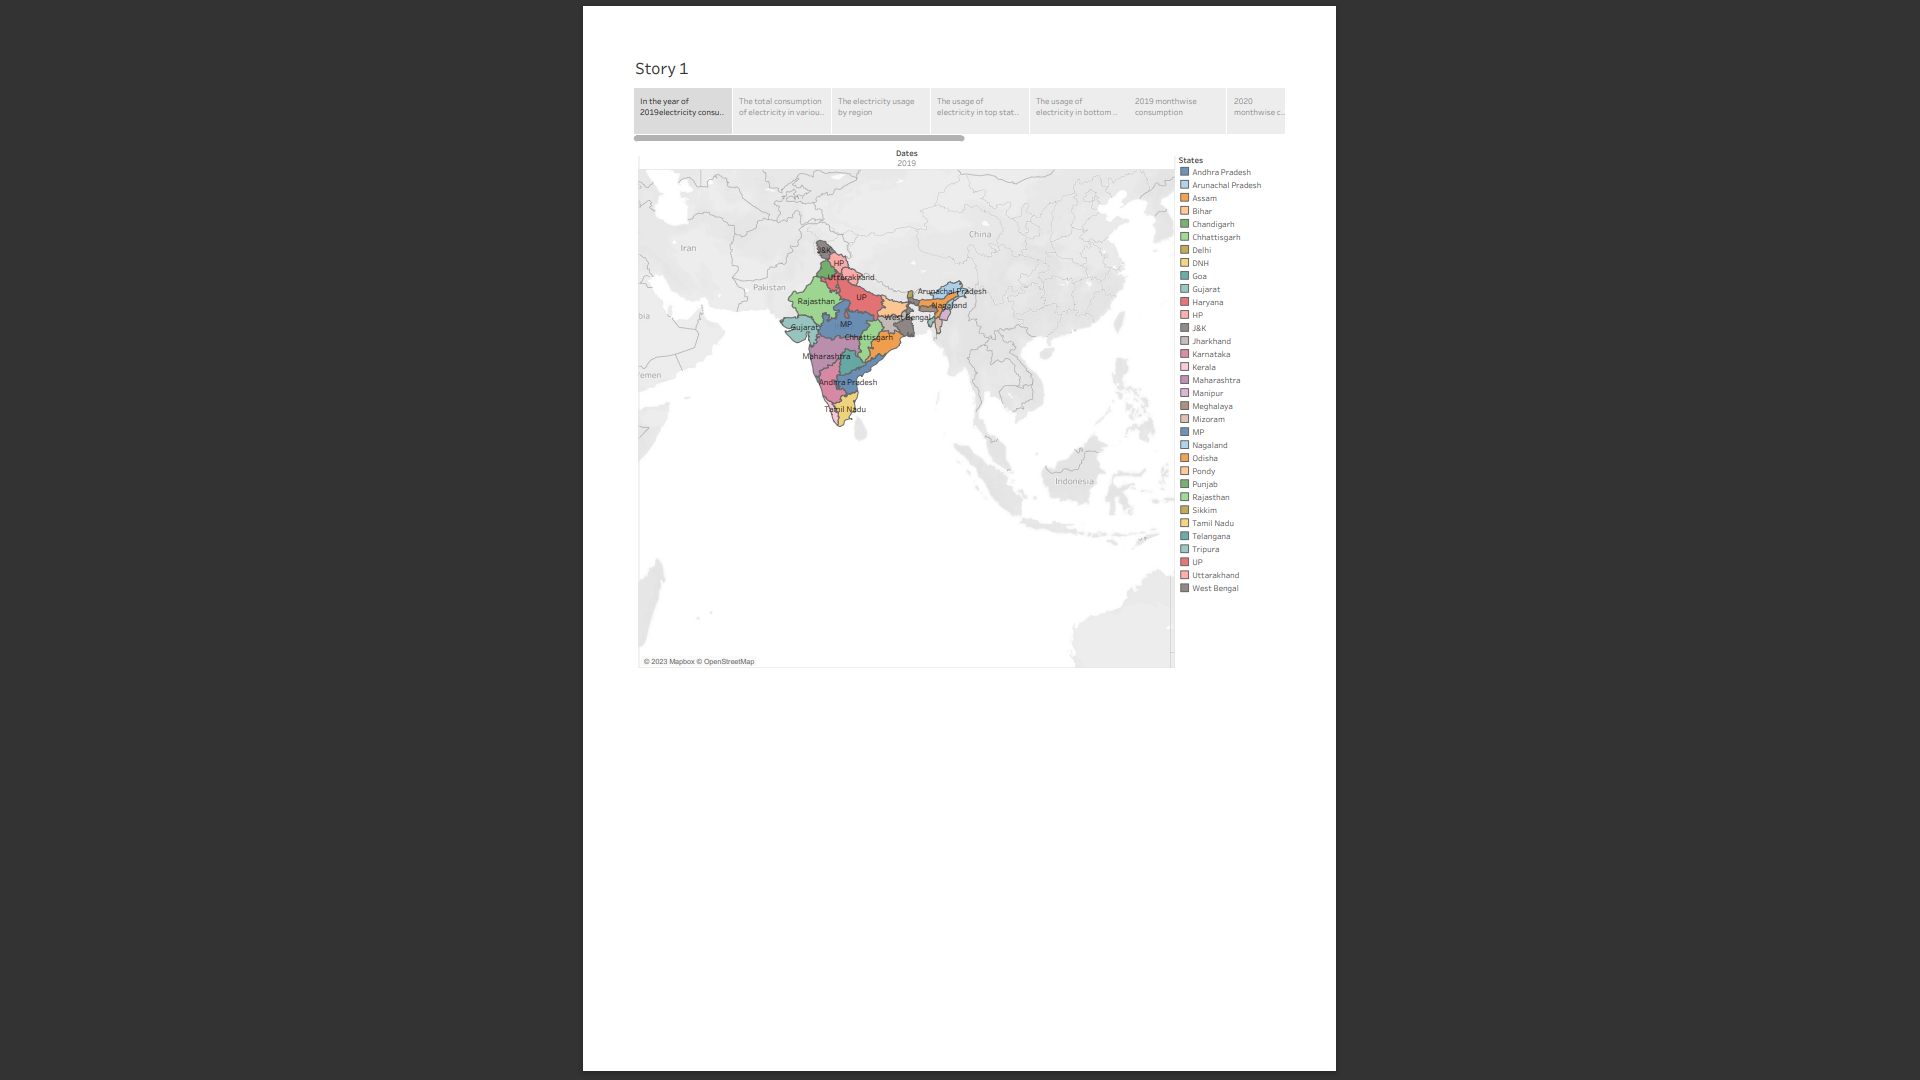 Story 1
In the year of
2019electricity consu..
The total consumption
of electricity in variou..
The electricity usage
by region
The usage of
electricity in top stat..
The usage of
electricity in bottom ..
2019 monthwise
consumption
2020
monthwise c..
Dates
2019
States
Andhra Pradesh
Arunachal Pradesh
Assam
Bihar
Chandigarh
Chhattisgarh
Delhi
DNH
Goa
Gujarat
Haryana
HP
J&K
Jharkhand
Karnataka
Kerala
Maharashtra
Manipur
Meghalaya
Mizoram
MP
Nagaland
Odisha
Pondy
Punjab
Rajasthan
Sikkim
Tamil Nadu
Telangana
Tripura
UP
Uttarakhand
West Bengal
China
Iran
J&K
HP
Uttarakhand
Pakistan
Arunachal Pradesh
UP
Rajasthan
Nagaland
bia
West Bengal
MP
Gujarat
Chhattisgarh
Maharashtra
emen
Andhra Pradesh
Tamil Nadu
Indonesia
© 2023 Mapbox © OpenStreetMap